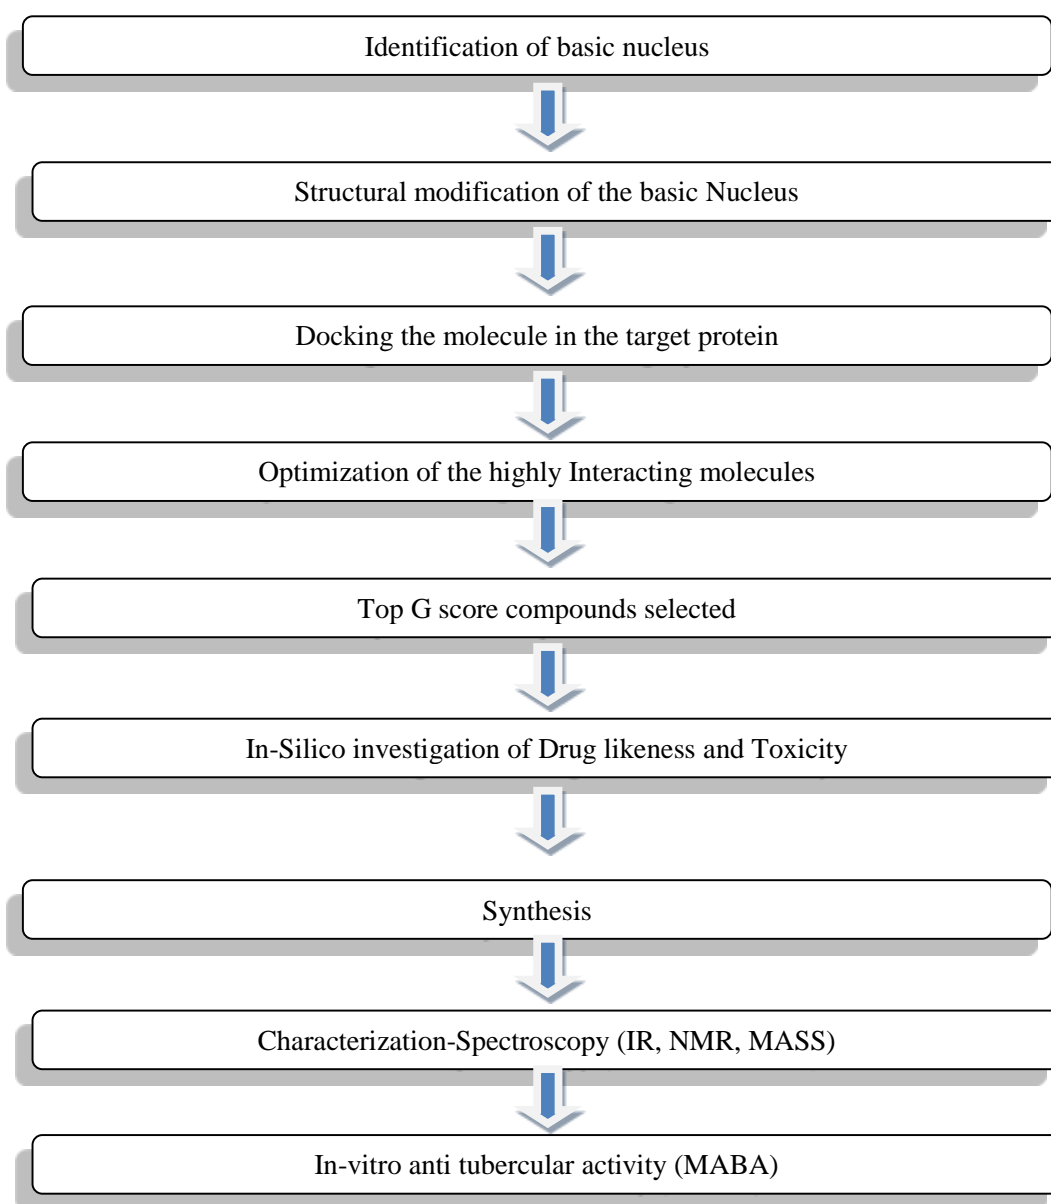 Identification of basic nucleus
Structural modification of the basic Nucleus
Docking the molecule in the target protein
Optimization of the highly Interacting molecules
Top G score compounds selected
In-Silico investigation of Drug likeness and Toxicity
Synthesis
Characterization-Spectroscopy (IR, NMR, MASS)
In-vitro anti tubercular activity (MABA)